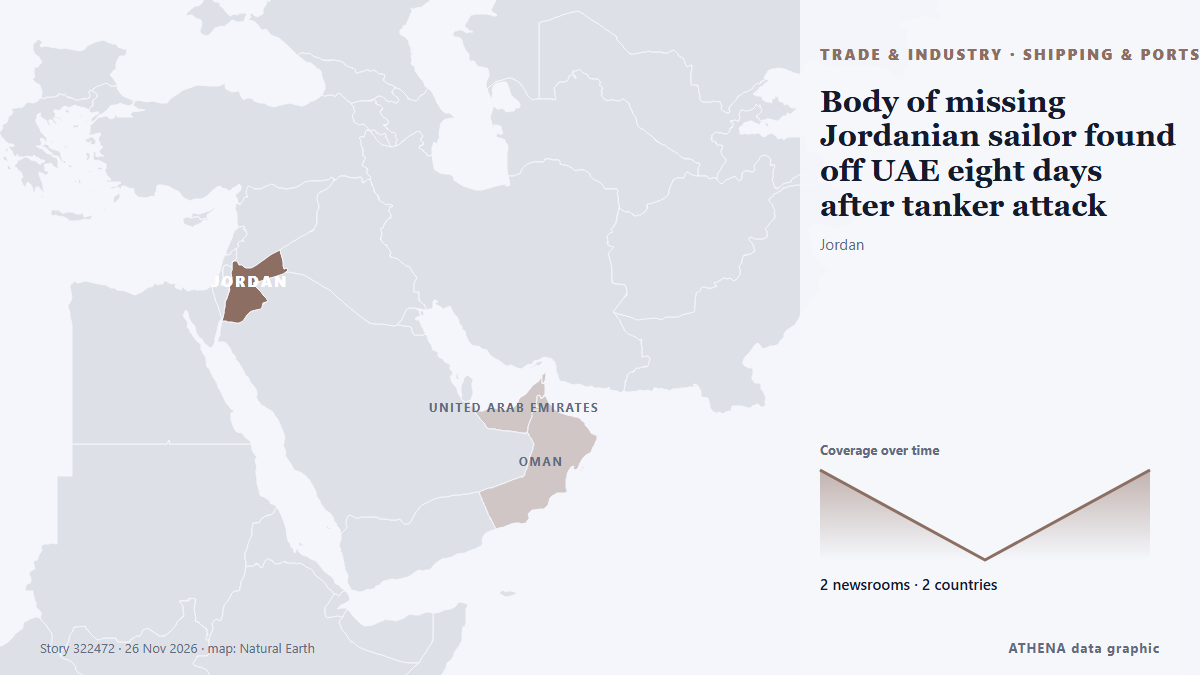 TRADE & INDUSTRY · SHIPPING & PORTS
Body of missing
Jordanian sailor found
off UAE eight days
after tanker attack
Jordan
JORDAN
UNITED ARAB EMIRATES
OMAN
Coverage over time
2 newsrooms · 2 countries
Story 322472 · 26 Nov 2026 · map: Natural Earth
ATHENA data graphic